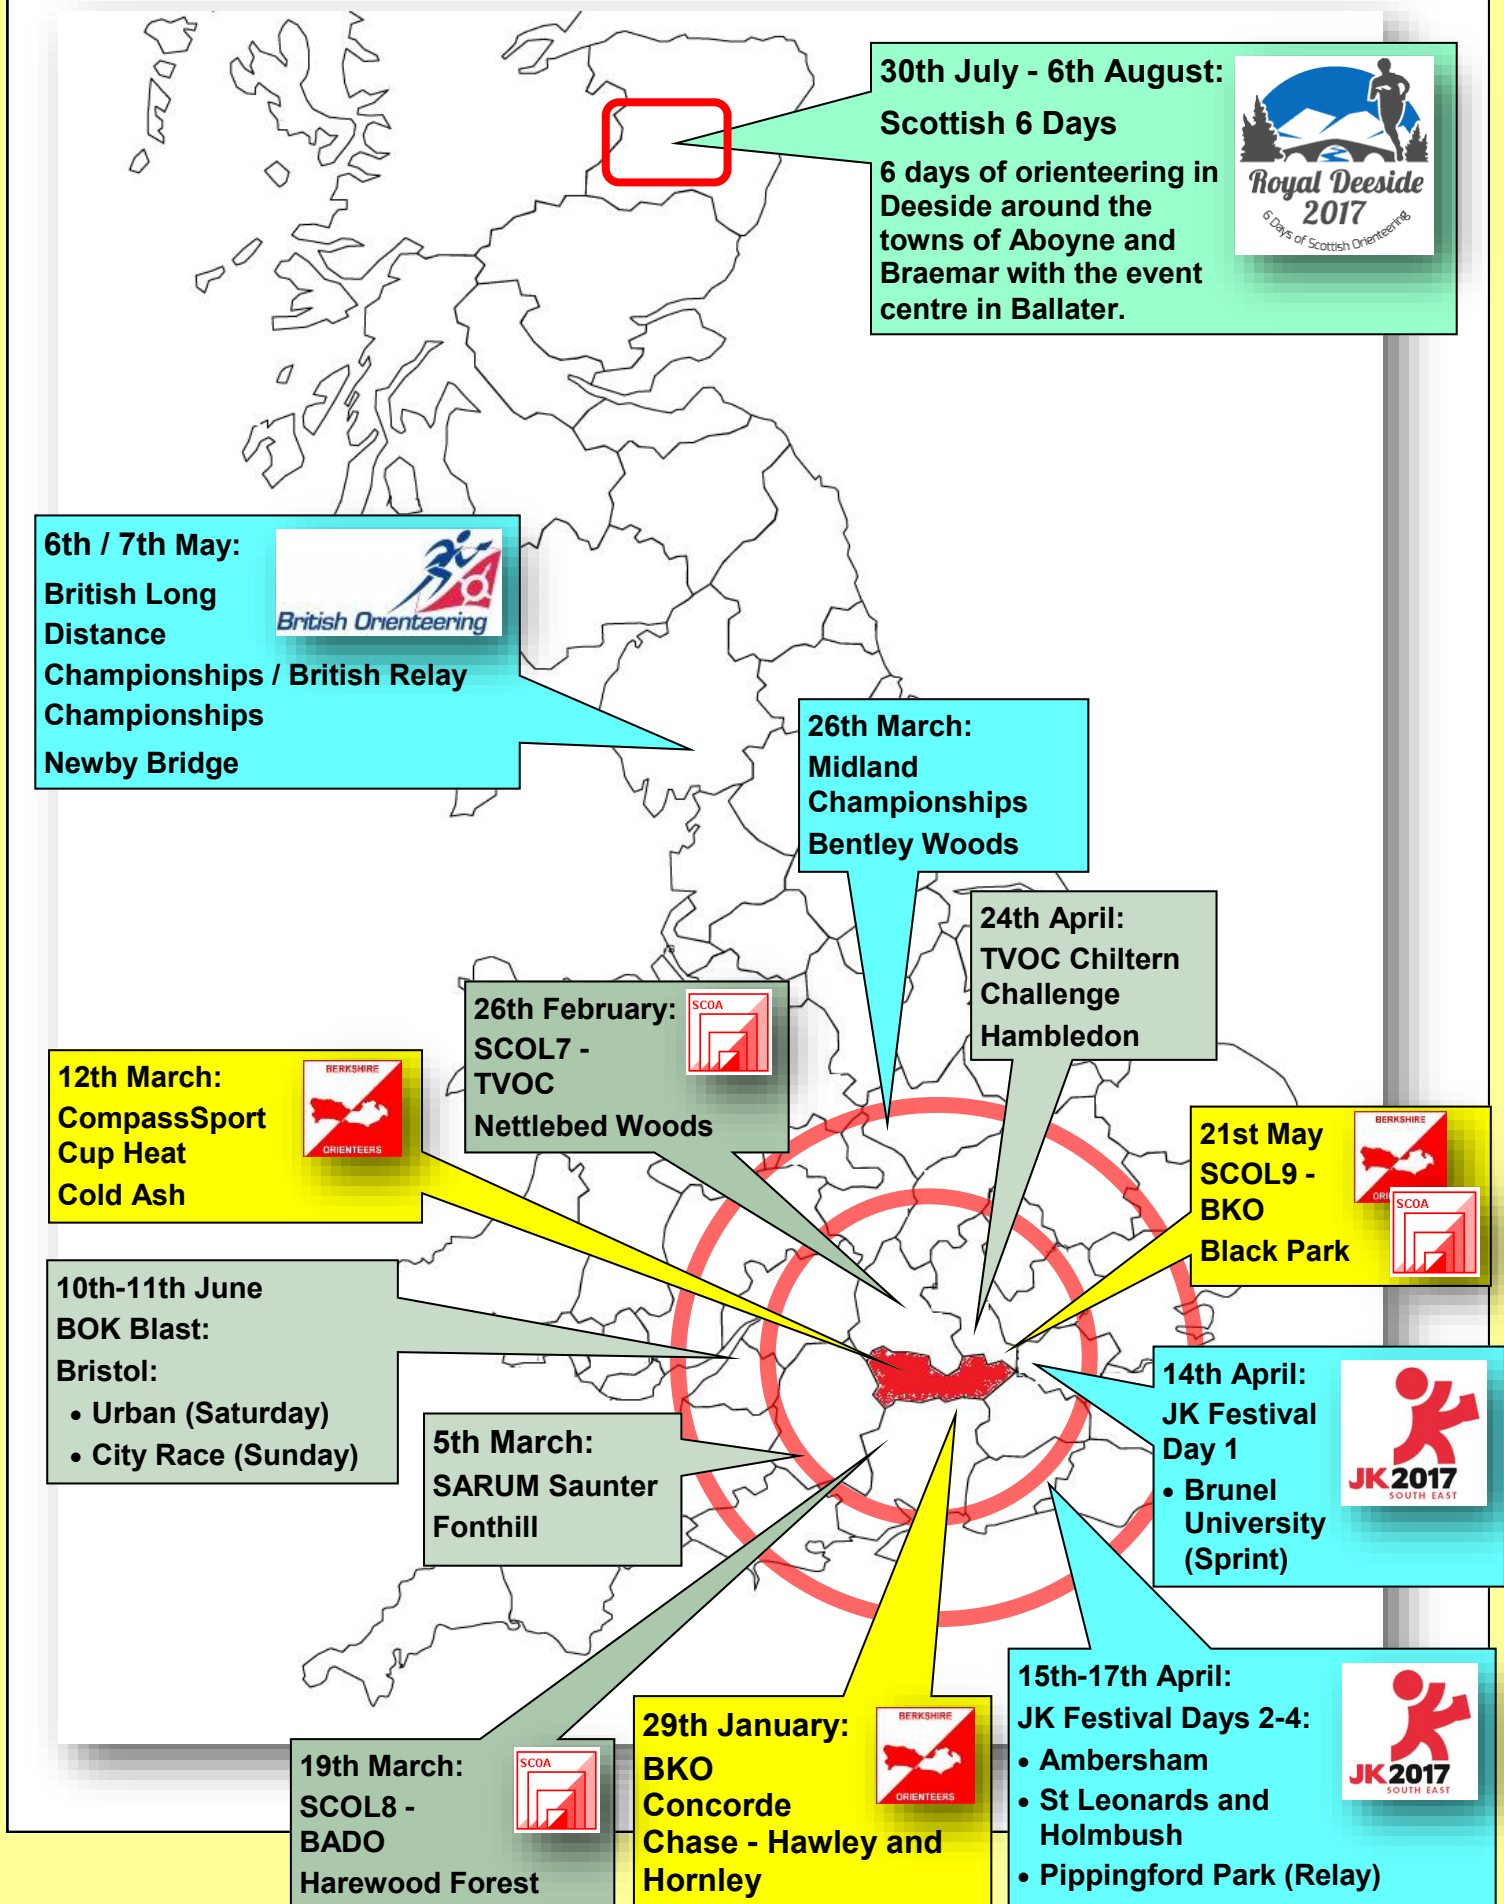 30th July - 6th August:
Scottish 6 Days
6 days of orienteering in
Deeside around the
towns of Aboyne and
Braemar with the event
centre in Ballater.
Royal Deeside
2017
6 Days of Scottish Orienteering
6th / 7th May:
British Long
Distance
Championships / British Relay
Championships
Newby Bridge
British Orienteering
26th March:
Midland
Championships
Bentley Woods
24th April:
TVOC Chiltern
Challenge
Hambledon
26th February:
SCOL7 -
TVOC
Nettlebed Woods
SCOA
12th March:
CompassSport
Cup Heat
Cold Ash
BERKSHIRE
ORIENTEERS
21st May
SCOL9 -
BKO
Black Park
BERKSHIRE
ORI
SCOA
10th-11th June
BOK Blast:
Bristol:
• Urban (Saturday)
• City Race (Sunday)
5th March:
SARUM Saunter
Fonthill
14th April:
JK Festival
Day 1
• Brunel
University
(Sprint)
JK2017
SOUTH EAST
19th March:
SCOL8 -
BADO
Harewood Forest
SCOA
29th January:
BKO
Concorde
Chase - Hawley and
Hornley
BERKSHIRE
ORIENTEERS
15th-17th April:
JK Festival Days 2-4:
• Ambersham
• St Leonards and
Holmbush
• Pippingford Park (Relay)
JK2017
SOUTH EAST